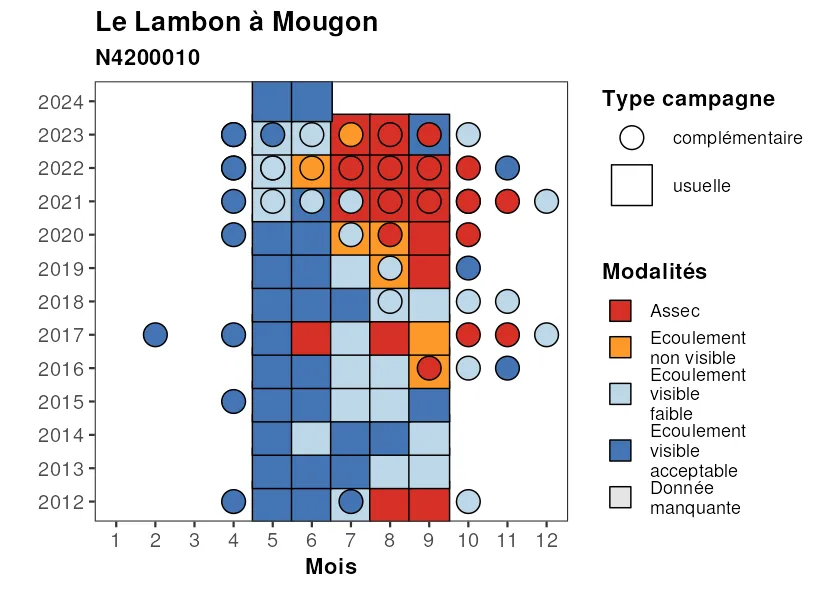 Le Lambon à Mougon
N4200010
2024
2023
2022
2021
2020
2019
2018
2017
2016
2015
2014
2013
2012
1 2 3 4 5 6 7 8 9 10 11 12
Mois
Type campagne
complémentaire
usuelle
Modalités
Assec
Ecoulement
non visible
Ecoulement
visible
faible
Ecoulement
visible
acceptable
Donnée
manquante